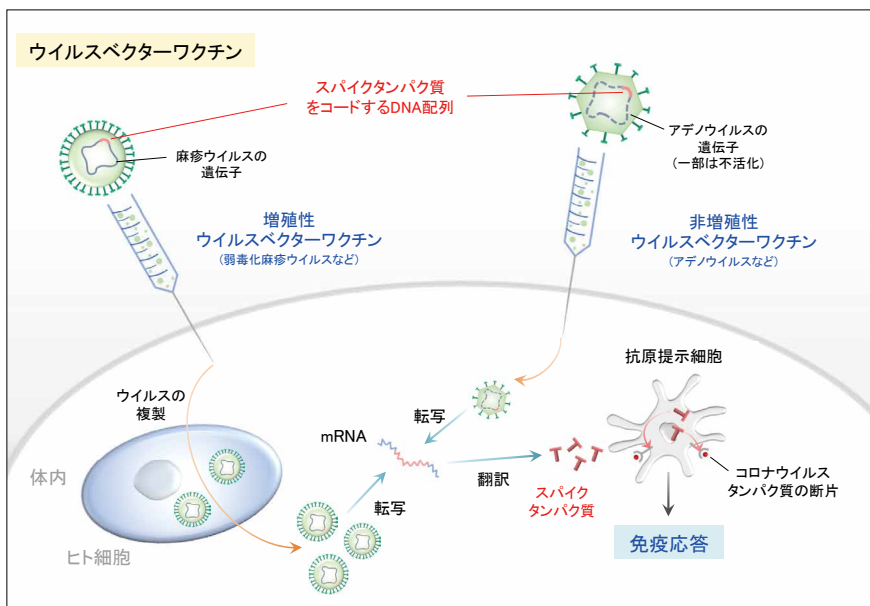 ウイルスベクターワクチン
スパイクタンパク質
をコードするDNA配列
麻疹ウイルスの
遺伝子
アデノウイルスの
遺伝子
（一部は不活化）
増殖性
ウイルスベクターワクチン
（弱毒化麻疹ウイルスなど）
非増殖性
ウイルスベクターワクチン
（アデノウイルスなど）
抗原提示細胞
ウイルスの
複製
転写
mRNA
体内
翻訳
コロナウイルス
タンパク質の断片
スパイク
タンパク質
転写
ヒト細胞
免疫応答